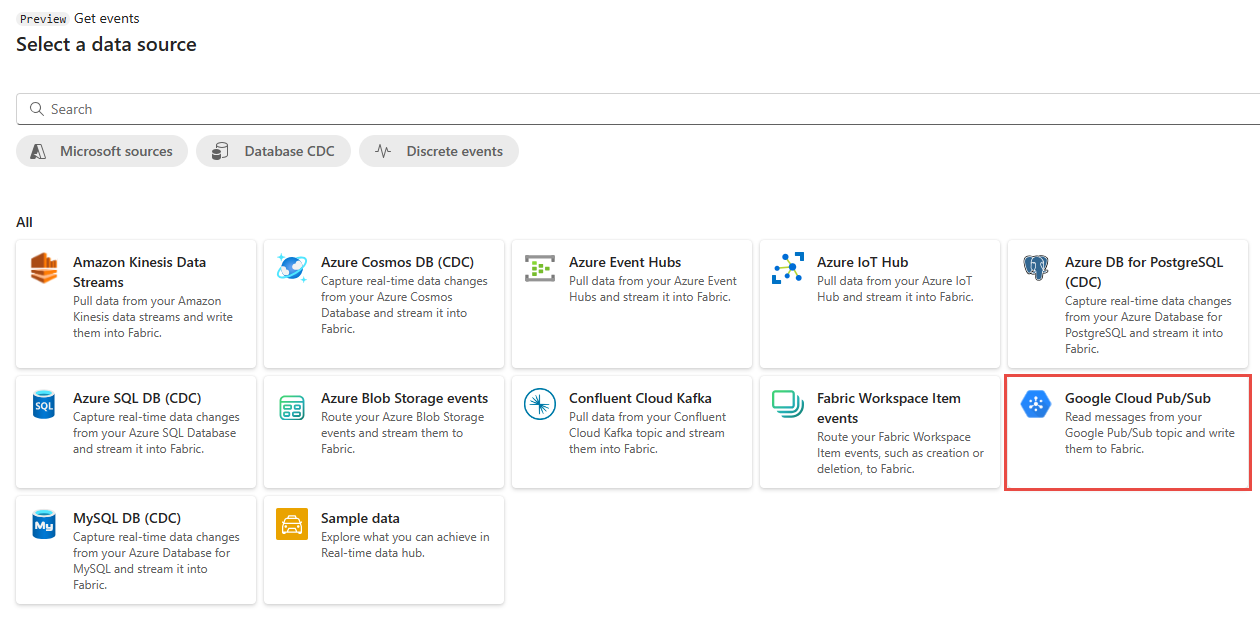 Preview Get events
Select a data source
Search
Microsoft sources
Database CDC
Discrete events
All
Amazon Kinesis Data
Streams
Pull data from your Amazon
Kinesis data streams and write
them into Fabric.
Azure Cosmos DB (CDC)
Capture real-time data changes
from your Azure Cosmos
Database and stream it into
Fabric.
Azure Event Hubs
Pull data from your Azure Event
Hubs and stream it into Fabric.
Azure IoT Hub
Pull data from your Azure IoT
Hub and stream it into Fabric.
Azure DB for PostgreSQL
(CDC)
Capture real-time data changes
from your Azure Database for
PostgreSQL and stream it into
Fabric.
SQL
Azure SQL DB (CDC)
Capture real-time data changes
from your Azure SQL Database
and stream it into Fabric.
Azure Blob Storage events
Route your Azure Blob Storage
events and stream them to
Fabric.
Confluent Cloud Kafka
Pull data from your Confluent
Cloud Kafka topic and stream
them into Fabric.
Fabric Workspace Item
events
Route your Fabric Workspace
Item events, such as creation or
deletion, to Fabric.
Google Cloud Pub/Sub
Read messages from your
Google Pub/Sub topic and write
them to Fabric.
My
MySQL DB (CDC)
Capture real-time data changes
from your Azure Database for
MySQL and stream it into
Fabric.
Sample data
Explore what you can achieve in
Real-time data hub.